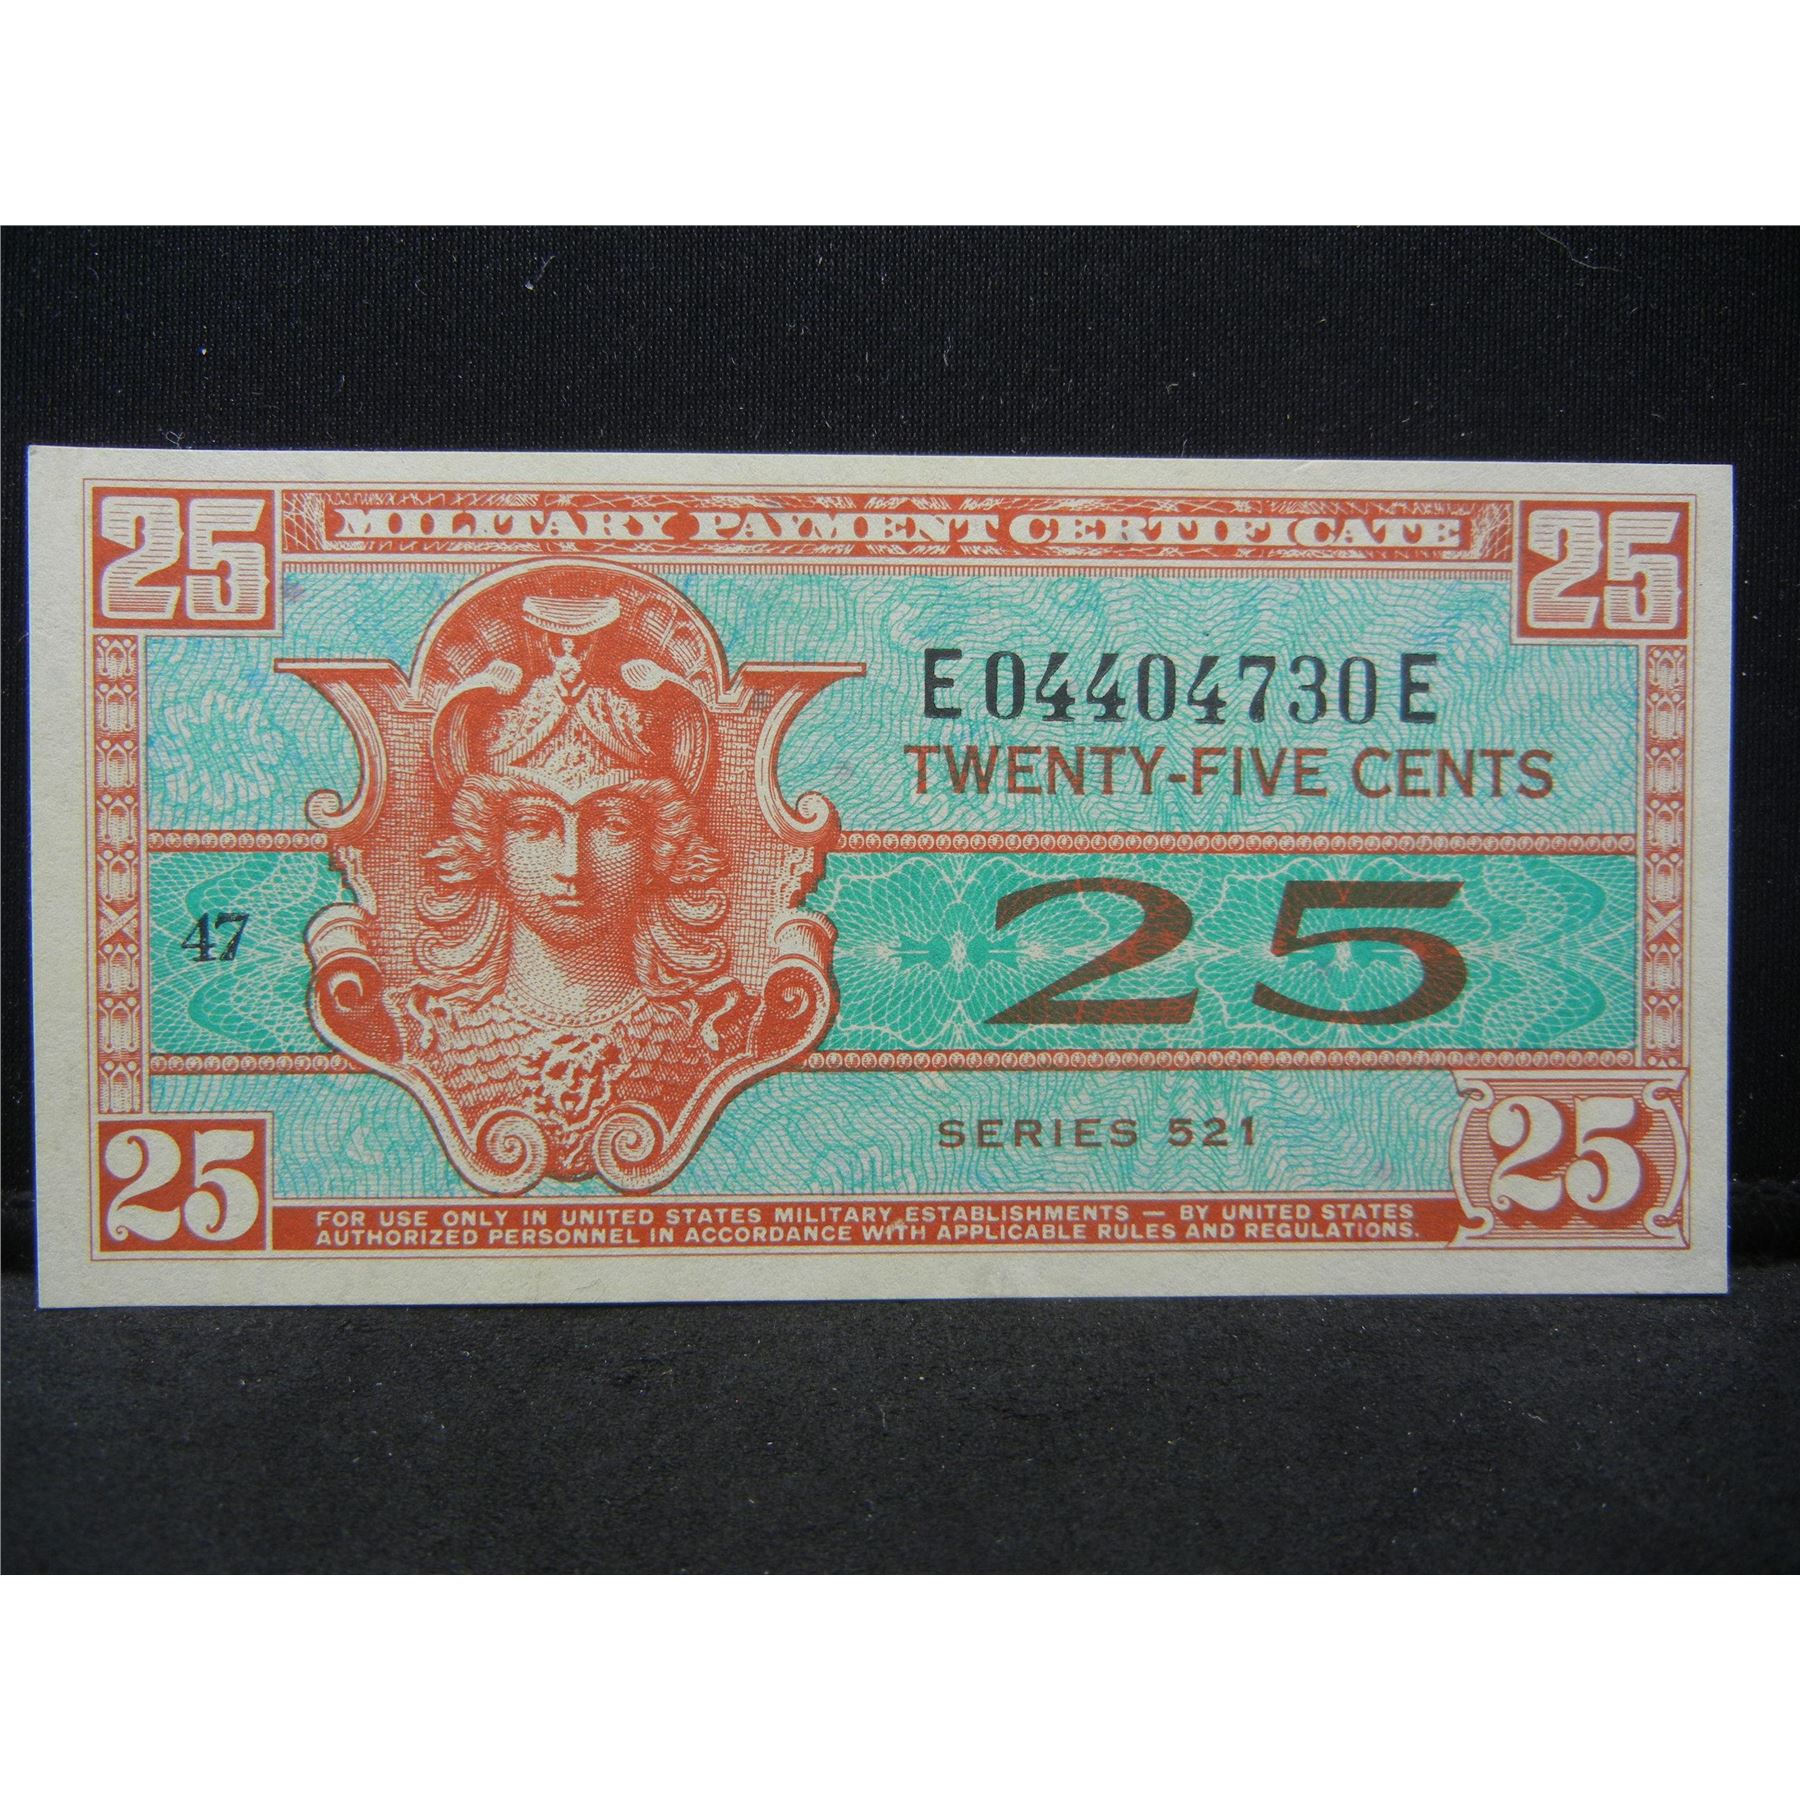 25 MILITARY PAYMENT CERTIFICATE 25
E04404730E
TWENTY-FIVE CENTS
47 25
SERIES 521
25 25
FOR USE ONLY IN UNITED STATES MILITARY ESTABLISHMENTS — BY UNITED STATES
AUTHORIZED PERSONNEL IN ACCORDANCE WITH APPLICABLE RULES AND REGULATIONS.